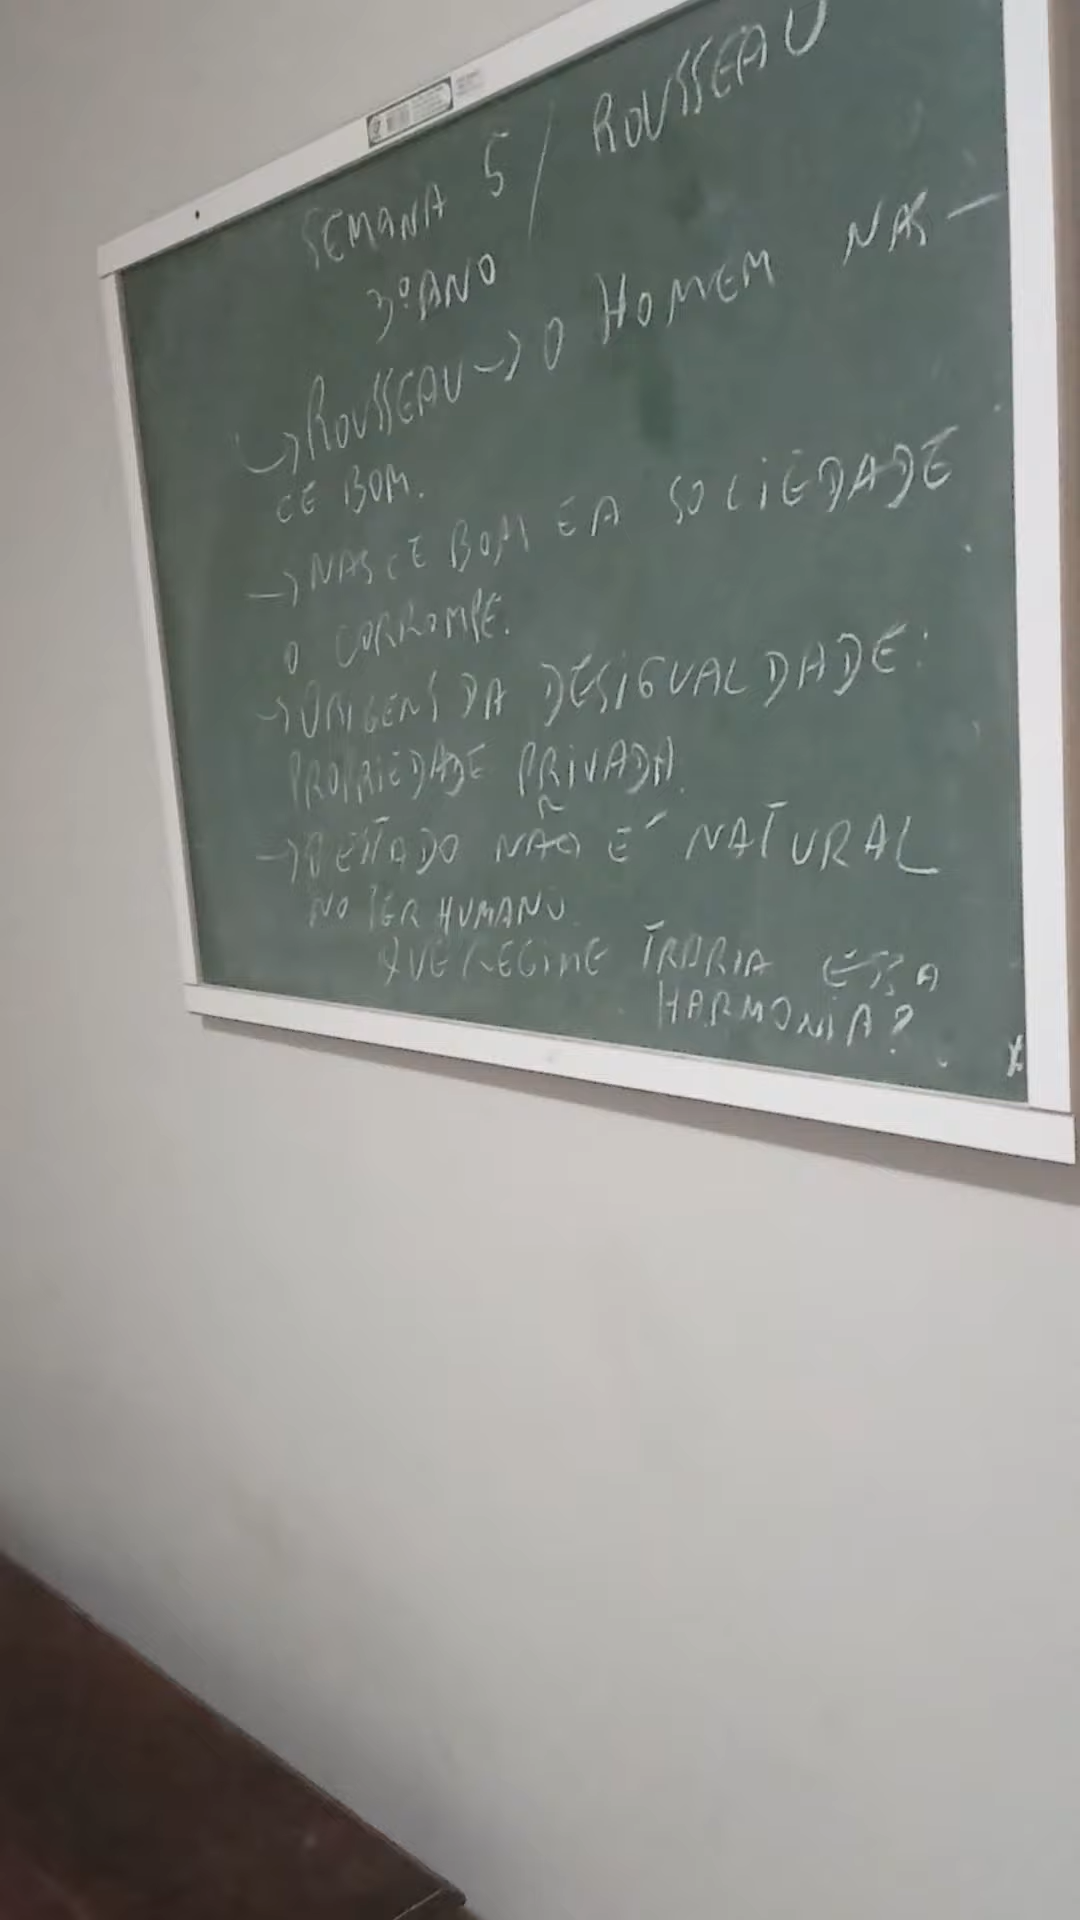 SEMANA 5 / ROUSSEAU
3º ANO
↳ ROUSSEAU → O HOMEM NAS-
CE BOM.
→ NASCE BOM E A SOCIEDADE
O CORROMPE.
→ ORIGENS DA DESIGUALDADE:
PROPRIEDADE PRIVADA.
→ O ESTADO NÃO É NATURAL
NO SER HUMANO.
QUE REGIME TRARIA ESSA
HARMONIA?